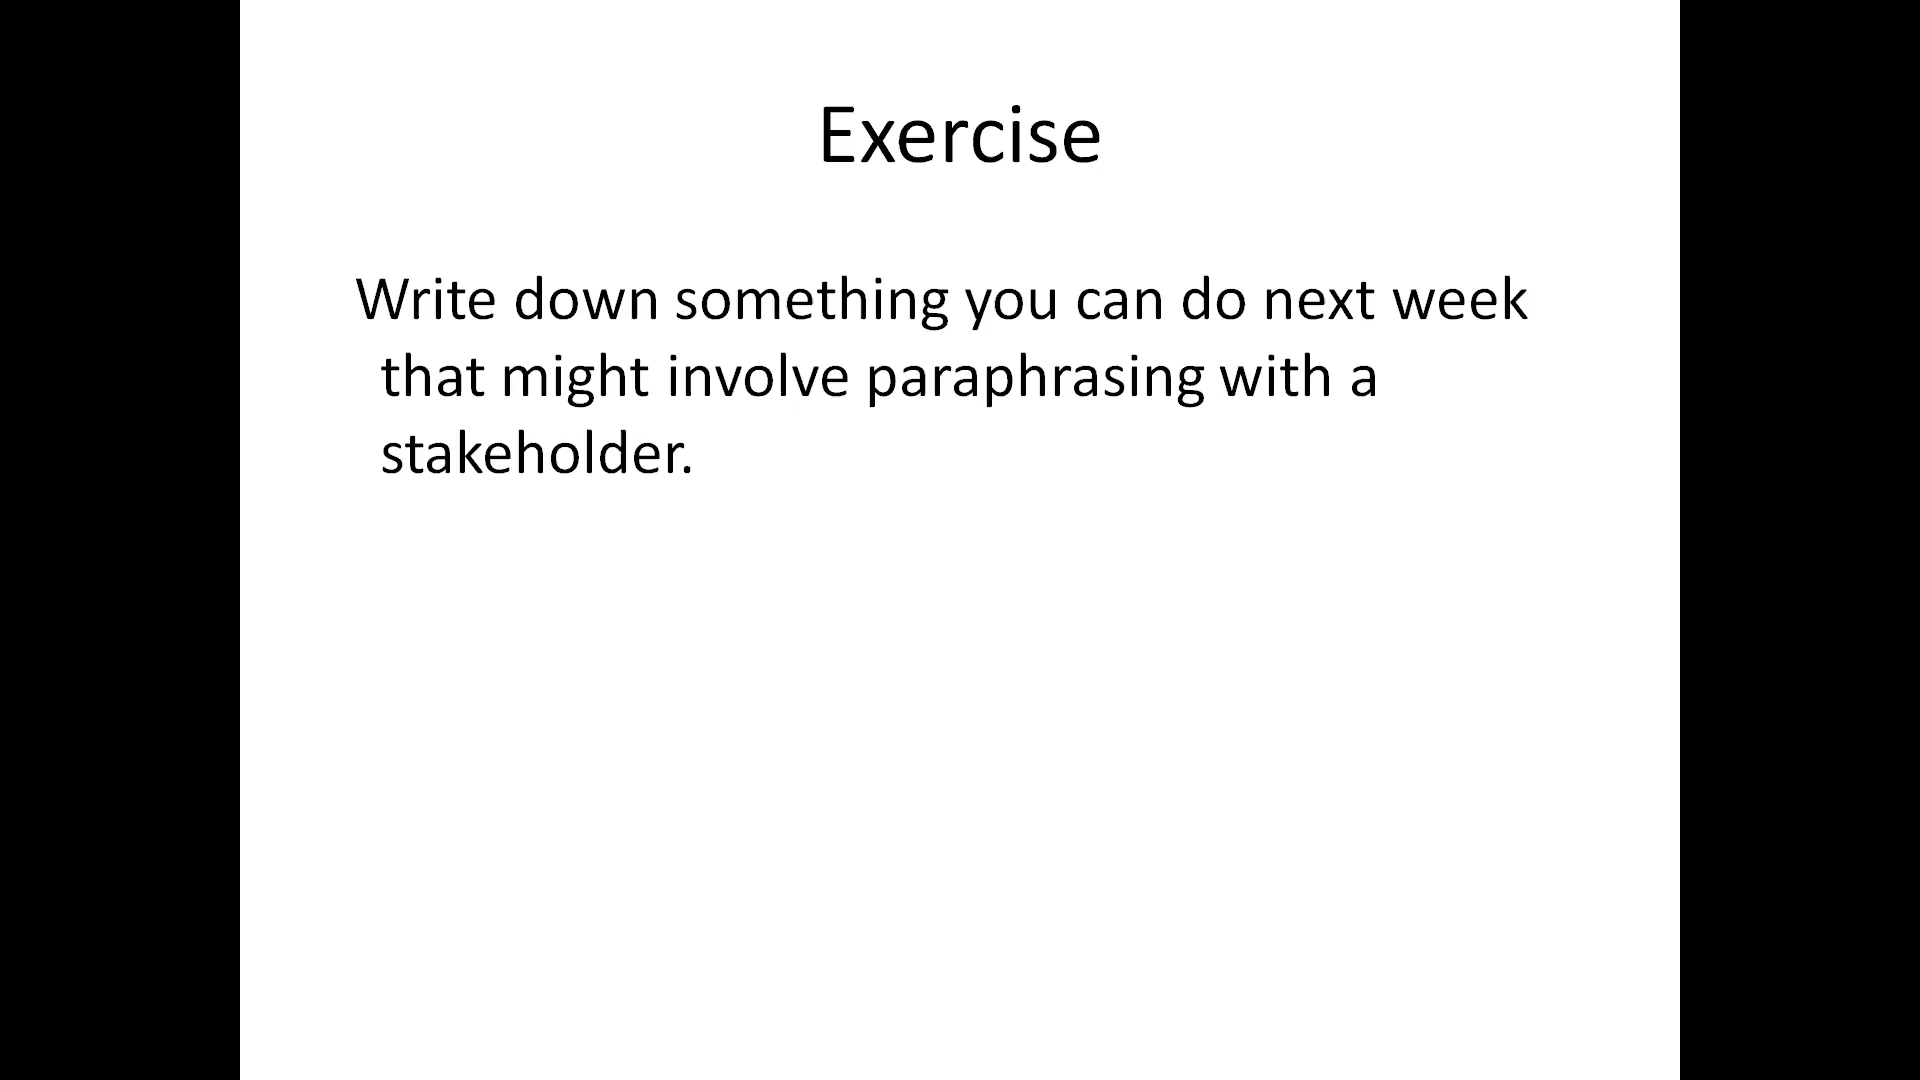 Exercise
Write down something you can do next week
that might involve paraphrasing with a
stakeholder.